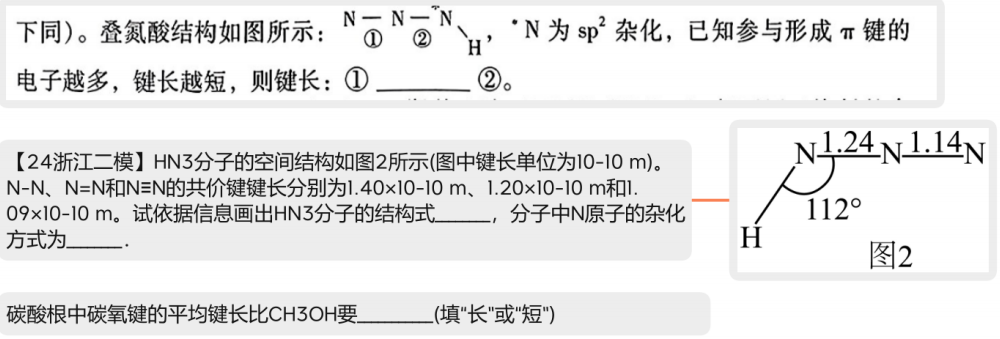 下同)。叠氮酸结构如图所示： N — N — *N H ， *N 为 sp² 杂化，已知参与形成 π 键的
① ②
电子越多，键长越短，则键长：① ________ ②。
【24浙江二模】HN3分子的空间结构如图2所示(图中键长单位为10-10 m)。
N-N、N=N和N≡N的共价键键长分别为1.40×10-10 m、1.20×10-10 m和1.
09×10-10 m。试依据信息画出HN3分子的结构式______，分子中N原子的杂化
方式为______.
N 1.24 N 1.14 N
112°
H
图2
碳酸根中碳氧键的平均键长比CH3OH要________(填"长"或"短")